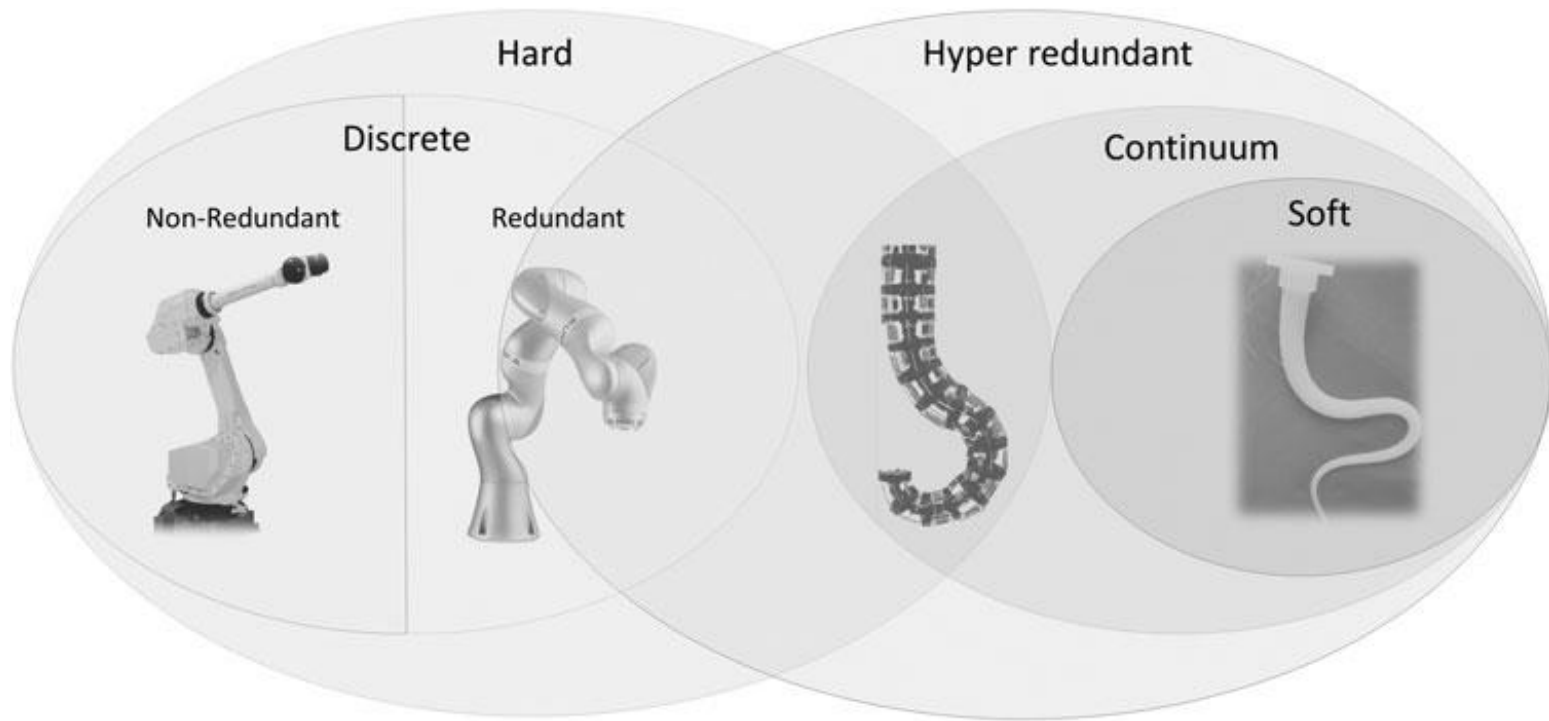 Hard
Hyper redundant
Discrete
Continuum
Non-Redundant
Redundant
Soft